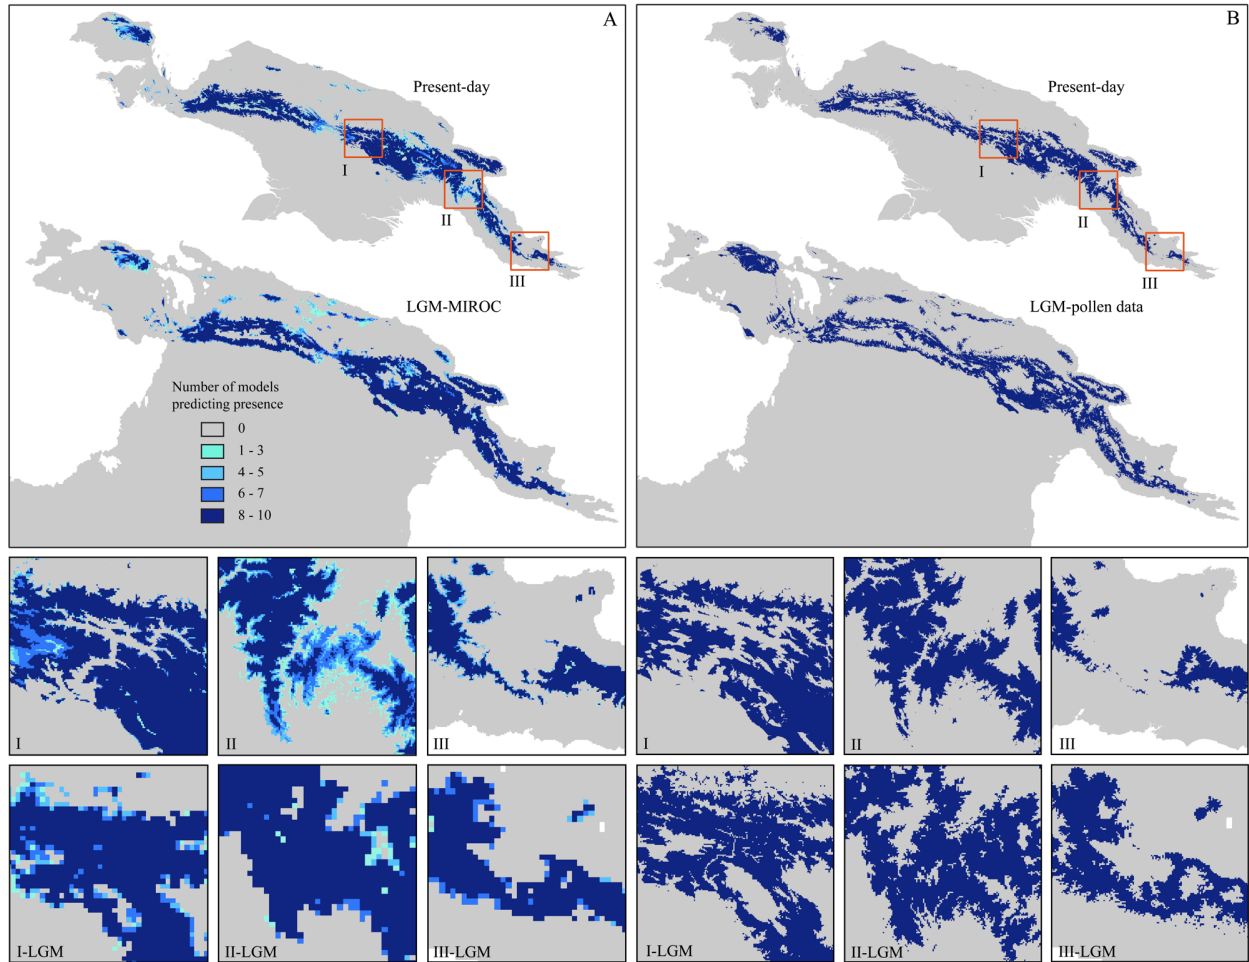 A
Present-day
I
II
III
LGM-MIROC
Number of models
predicting presence
0
1 - 3
4 - 5
6 - 7
8 - 10
B
Present-day
I
II
III
LGM-pollen data
I
II
III
I
II
III
I-LGM
II-LGM
III-LGM
I-LGM
II-LGM
III-LGM